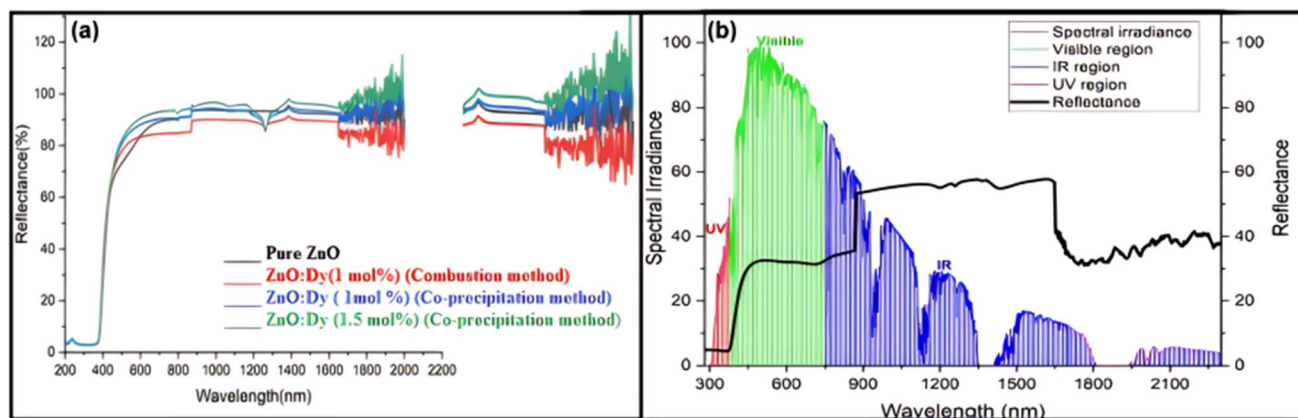 (a)
120
100
80
60
40
20
0
Reflectance(%)
Pure ZnO
ZnO:Dy(1 mol%) (Combustion method)
ZnO:Dy ( 1mol %) (Co-precipitation method)
ZnO:Dy (1.5 mol%) (Co-precipitation method)
200 400 600 800 1000 1200 1400 1600 1800 2000 2200
Wavelength(nm)
(b)
100
80
60
40
20
0
Spectral Irradiance
UV
Visible
IR
Spectral irradiance
Visible region
IR region
UV region
Reflectance
100
80
60
40
20
0
Reflectance
300 600 900 1200 1500 1800 2100
Wavelength (nm)